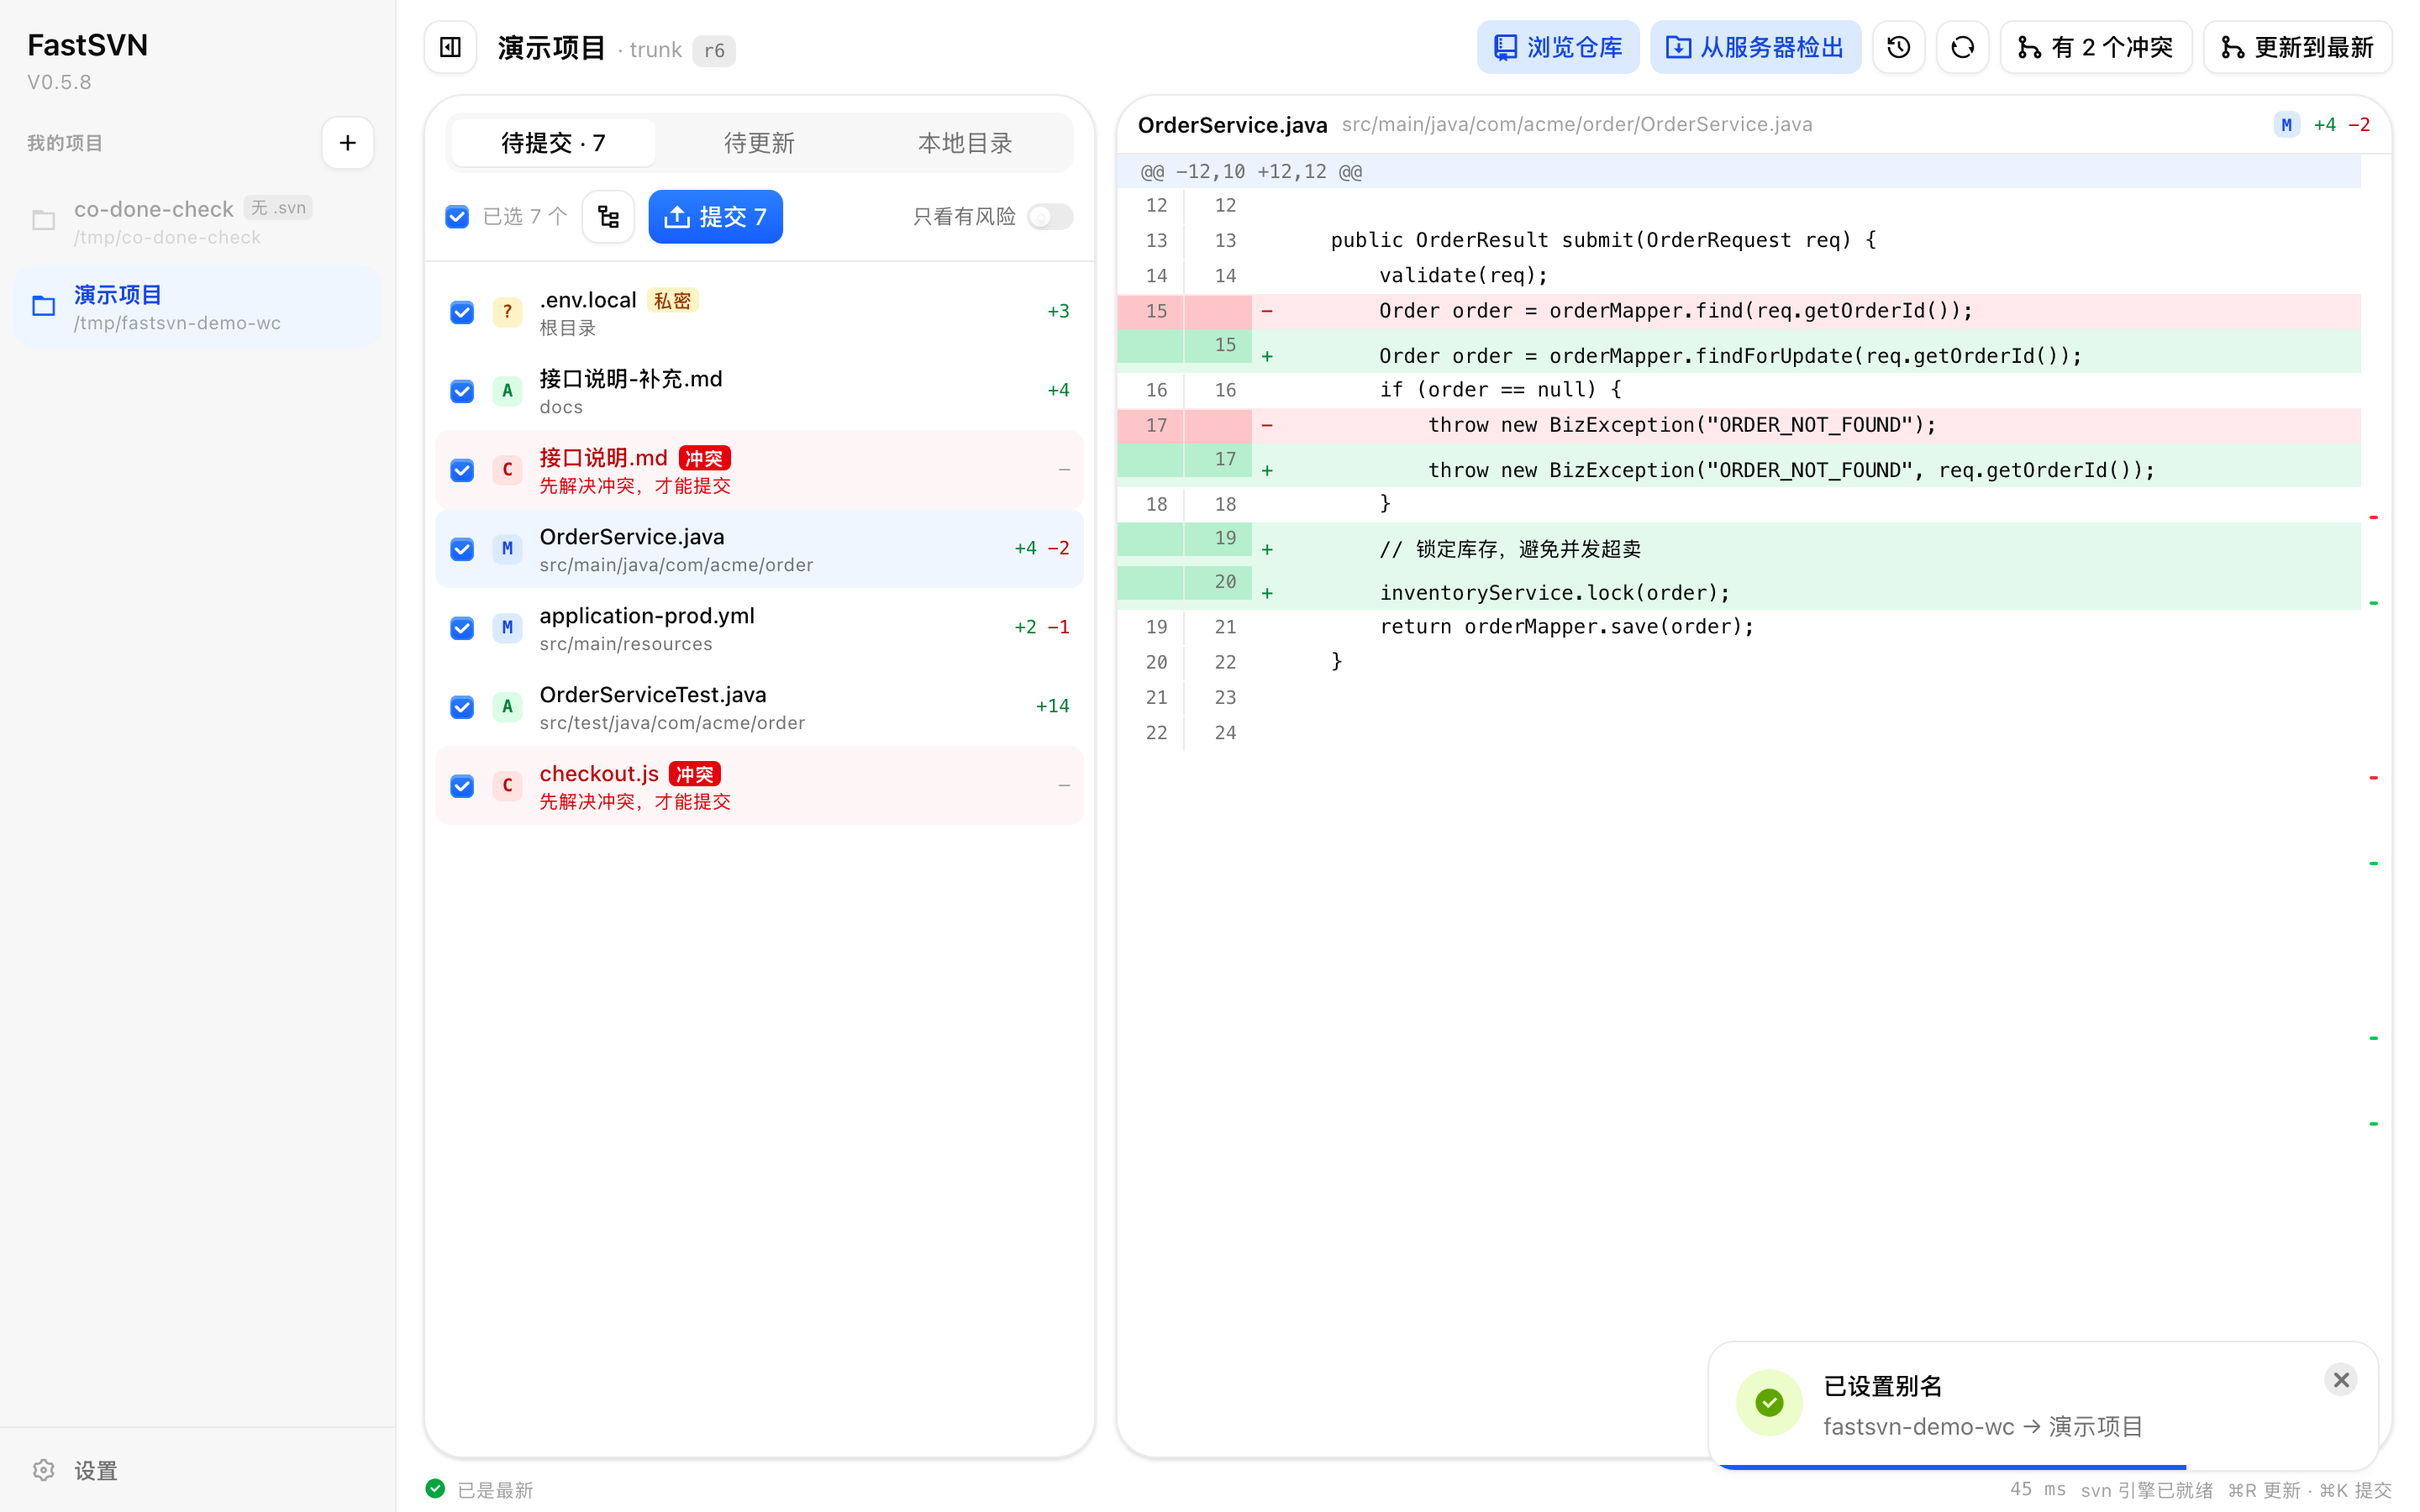 FastSVN
V0.5.8
我的项目
co-done-check 无 .svn
/tmp/co-done-check
演示项目
/tmp/fastsvn-demo-wc
设置
演示项目 · trunk r6
浏览仓库
从服务器检出
有 2 个冲突
更新到最新
待提交 · 7
待更新
本地目录
已选 7 个
提交 7
只看有风险
? .env.local 私密 +3
根目录
A 接口说明-补充.md +4
docs
C 接口说明.md 冲突 –
先解决冲突，才能提交
M OrderService.java +4 −2
src/main/java/com/acme/order
M application-prod.yml +2 −1
src/main/resources
A OrderServiceTest.java +14
src/test/java/com/acme/order
C checkout.js 冲突 –
先解决冲突，才能提交
OrderService.java src/main/java/com/acme/order/OrderService.java M +4 −2
@@ −12,10 +12,12 @@
12 12
13 13 public OrderResult submit(OrderRequest req) {
14 14 validate(req);
15 − Order order = orderMapper.find(req.getOrderId());
15 + Order order = orderMapper.findForUpdate(req.getOrderId());
16 16 if (order == null) {
17 − throw new BizException("ORDER_NOT_FOUND");
17 + throw new BizException("ORDER_NOT_FOUND", req.getOrderId());
18 18 }
19 + // 锁定库存，避免并发超卖
20 + inventoryService.lock(order);
19 21 return orderMapper.save(order);
20 22 }
21 23
22 24
已设置别名
fastsvn-demo-wc → 演示项目
已是最新
45 ms svn 引擎已就绪 ⌘R 更新 · ⌘K 提交